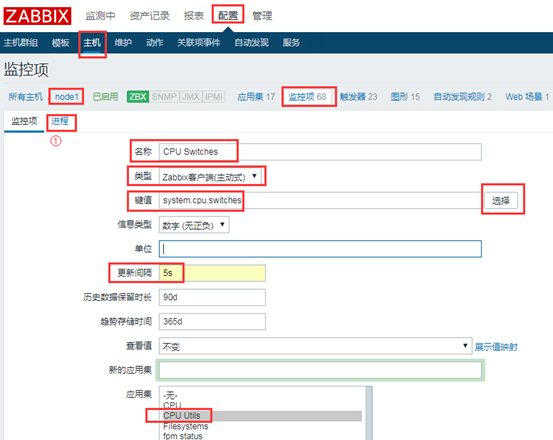 ZABBIX 监测中 资产记录 报表 配置 管理
主机群组 模板 主机 维护 动作 关联项事件 自动发现 服务
监控项
所有主机 node1 已启用 ZBX SNMP JMX IPMI 应用集 17 监控项 68 触发器 23 图形 15 自动发现规则 2 Web 场景 1
监控项 进程
①
名称 CPU Switches
类型 Zabbix客户端(主动式)
键值 system.cpu.switches 选择
信息类型 数字 (无正负)
单位
更新间隔 5s
历史数据保留时长 90d
趋势存储时间 365d
查看值 不变 展示值映射
新的应用集
应用集 -无-
CPU
CPU Utils
Filesystems
fpm status